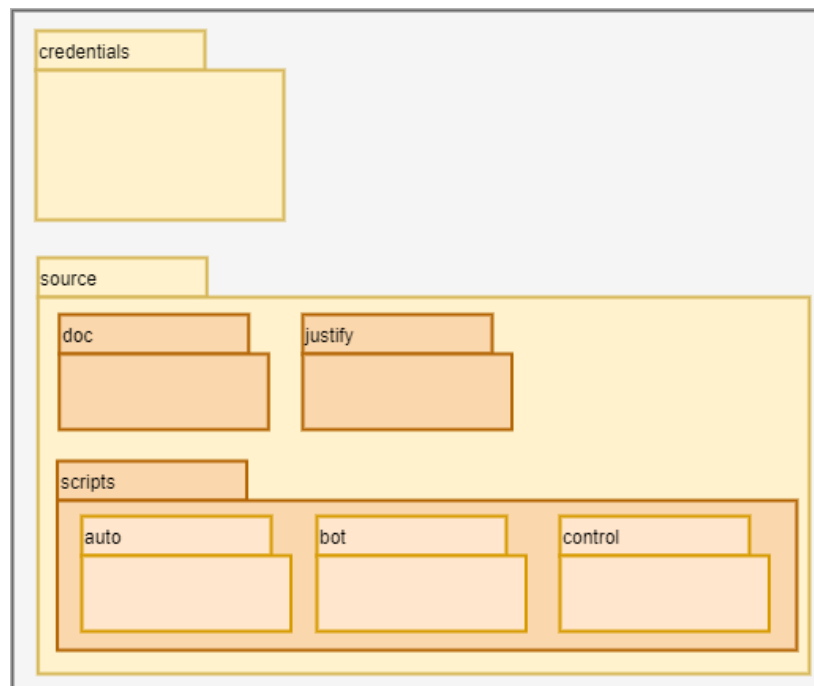 credentials
source
doc
justify
scripts
auto
bot
control